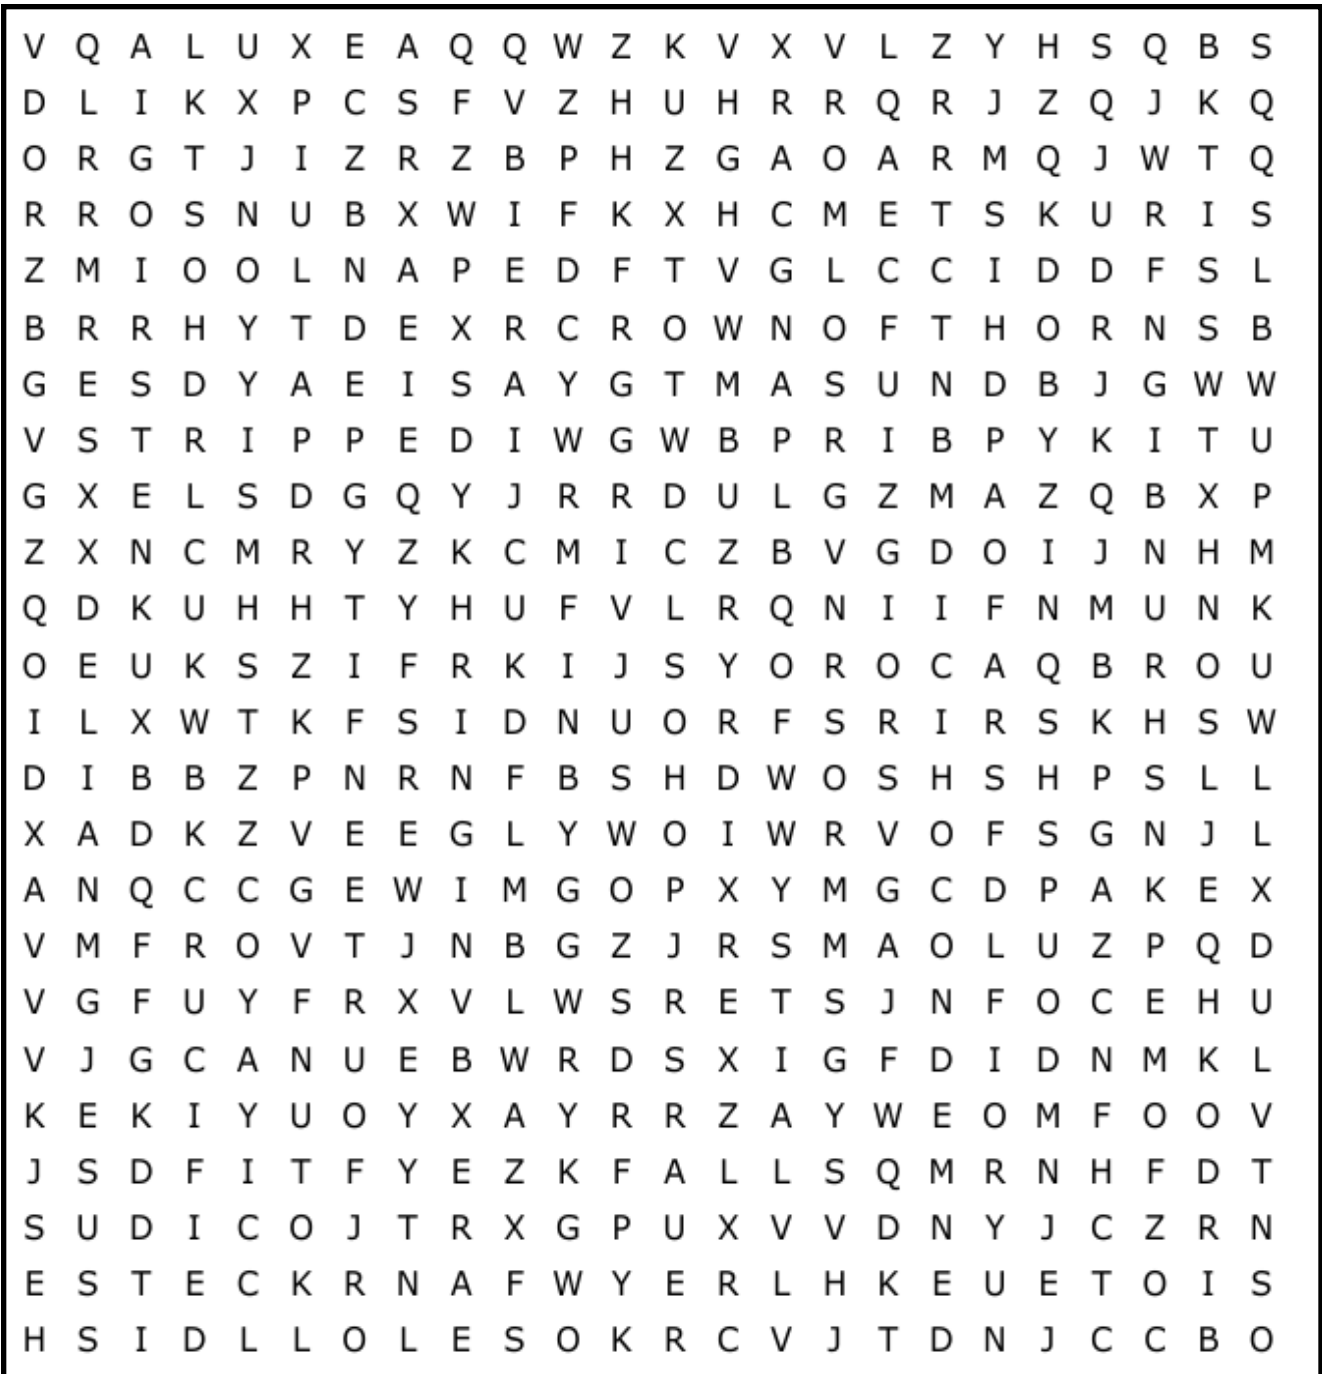 V Q A L U X E A Q Q W Z K V X V L Z Y H S Q B S
D L I K X P C S F V Z H U H R R Q R J Z Q J K Q
O R G T J I Z R Z B P H Z G A O A R M Q J W T Q
R R O S N U B X W I F K X H C M E T S K U R I S
Z M I O O L N A P E D F T V G L C C I D D F S L
B R R H Y T D E X R C R O W N O F T H O R N S B
G E S D Y A E I S A Y G T M A S U N D B J G W W
V S T R I P P E D I W G W B P R I B P Y K I T U
G X E L S D G Q Y J R R D U L G Z M A Z Q B X P
Z X N C M R Y Z K C M I C Z B V G D O I J N H M
Q D K U H H T Y H U F V L R Q N I I F N M U N K
O E U K S Z I F R K I J S Y O R O C A Q B R O U
I L X W T K F S I D N U O R F S R I R S K H S W
D I B B Z P N R N F B S H D W O S H S H P S L L
X A D K Z V E E G L Y W O I W R V O F S G N J L
A N Q C C G E W I M G O P X Y M G C D P A K E X
V M F R O V T J N B G Z J R S M A O L U Z P Q D
V G F U Y F R X V L W S R E T S J N F O C E H U
V J G C A N U E B W R D S X I G F D I D N M K L
K E K I Y U O Y X A Y R R Z A Y W E O M F O O V
J S D F I T F Y E Z K F A L L S Q M R N H F D T
S U D I C O J T R X G P U X V V D N Y J C Z R N
E S T E C K R N A F W Y E R L H K E U E T O I S
H S I D L L O L E S O K R C V J T D N J C C B O